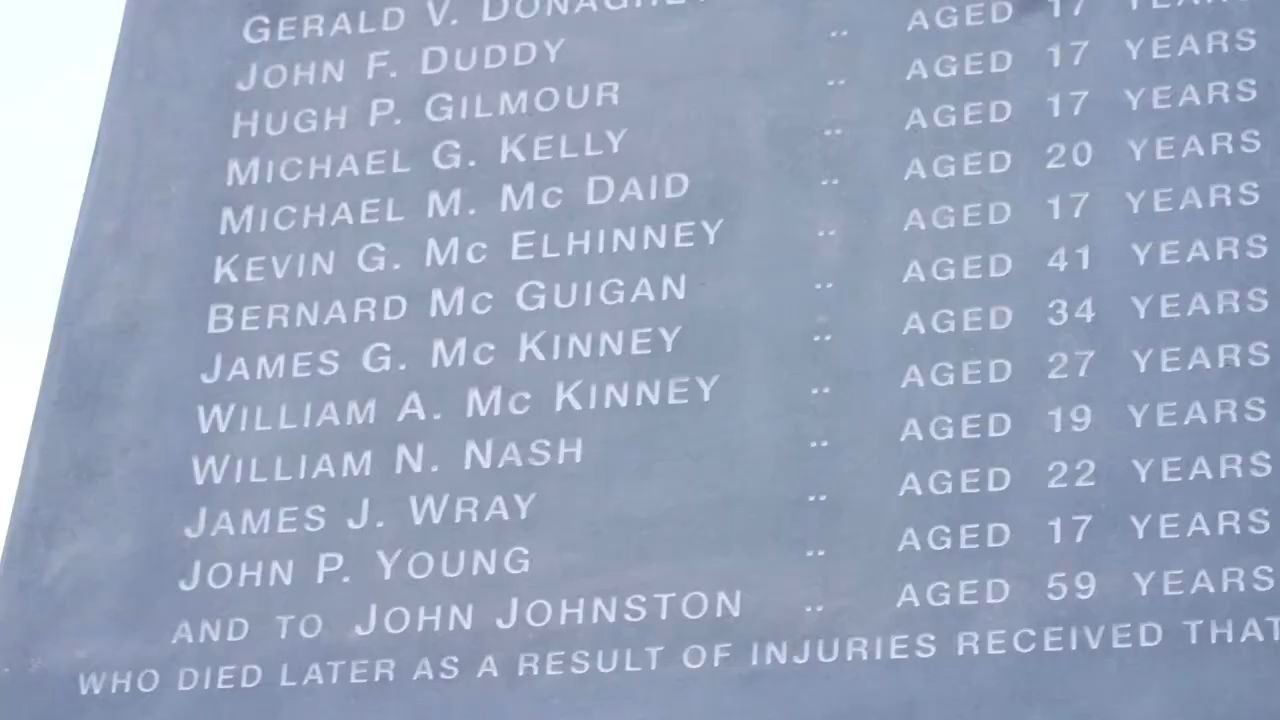 GERALD V. DONAGHEY
JOHN F. DUDDY .. AGED 17 YEARS
HUGH P. GILMOUR .. AGED 17 YEARS
MICHAEL G. KELLY .. AGED 17 YEARS
MICHAEL M. Mc DAID .. AGED 20 YEARS
KEVIN G. Mc ELHINNEY .. AGED 17 YEARS
BERNARD Mc GUIGAN .. AGED 41 YEARS
JAMES G. Mc KINNEY .. AGED 34 YEARS
WILLIAM A. Mc KINNEY .. AGED 27 YEARS
WILLIAM N. NASH .. AGED 19 YEARS
JAMES J. WRAY .. AGED 22 YEARS
JOHN P. YOUNG .. AGED 17 YEARS
AND TO JOHN JOHNSTON .. AGED 59 YEARS
WHO DIED LATER AS A RESULT OF INJURIES RECEIVED THAT